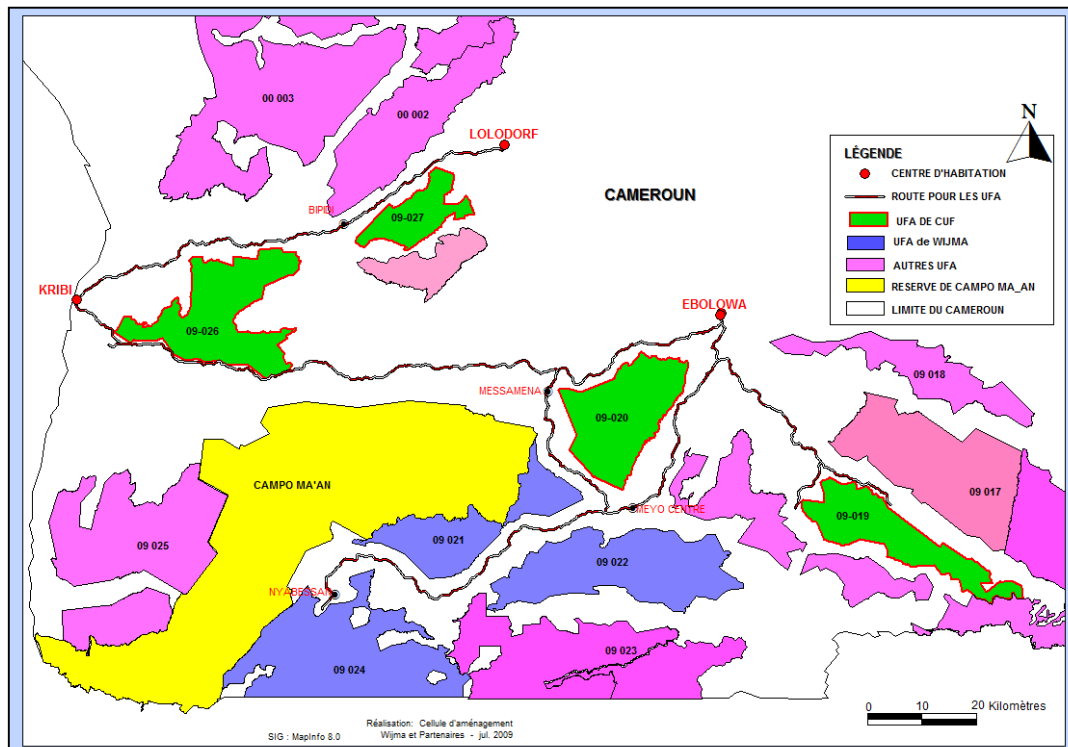 00 003
00 002
LOLODORF
N
LÉGENDE
CENTRE D'HABITATION
ROUTE POUR LES UFA
UFA DE CUF
UFA de WIJMA
AUTRES UFA
RESERVE DE CAMPO MA_AN
LIMITE DU CAMEROUN
CAMEROUN
BIPIDI
09-027
KRIBI
EBOLOWA
09-026
09 018
MESSAMENA
09-020
CAMPO MA'AN
09 017
MEYO CENTRE
09-019
09 021
09 025
09 022
NYABESSAN
09 023
09 024
0 10 20 Kilomètres
Réalisation: Cellule d'aménagement
SIG : MapInfo 8.0
Wijma et Partenaires - jul. 2009